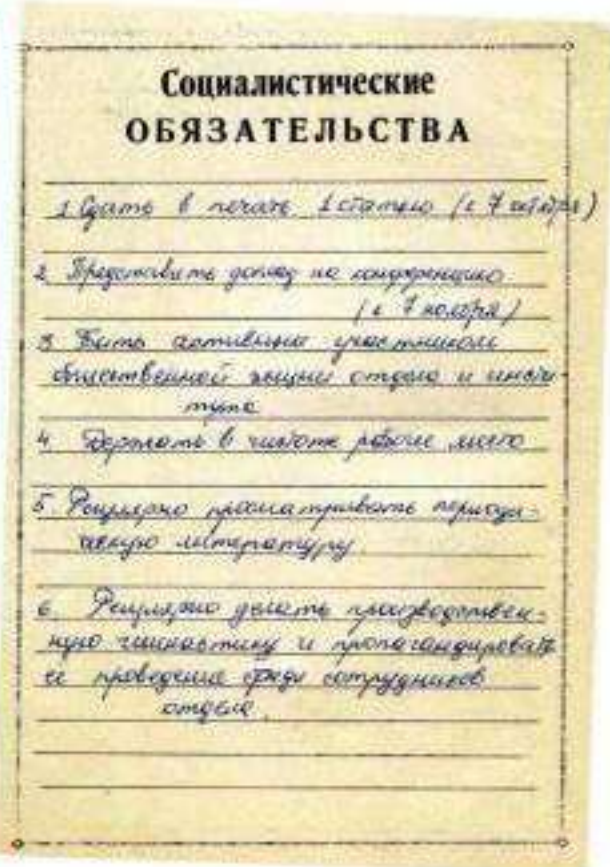 Социалистические
ОБЯЗАТЕЛЬСТВА
1 Сдать в печать 1 статью (к 7 октября)
2. Представить доклад на конференцию
(к 7 ноября)
3 Быть активным участником
общественной жизни отдела и инсти-
тута
4. Держать в чистоте рабочее место
5 Регулярно просматривать периоди-
ческую литературу.
6. Регулярно делать производствен-
ную гимнастику и пропагандировать
ее проведение среди сотрудников
отдела.